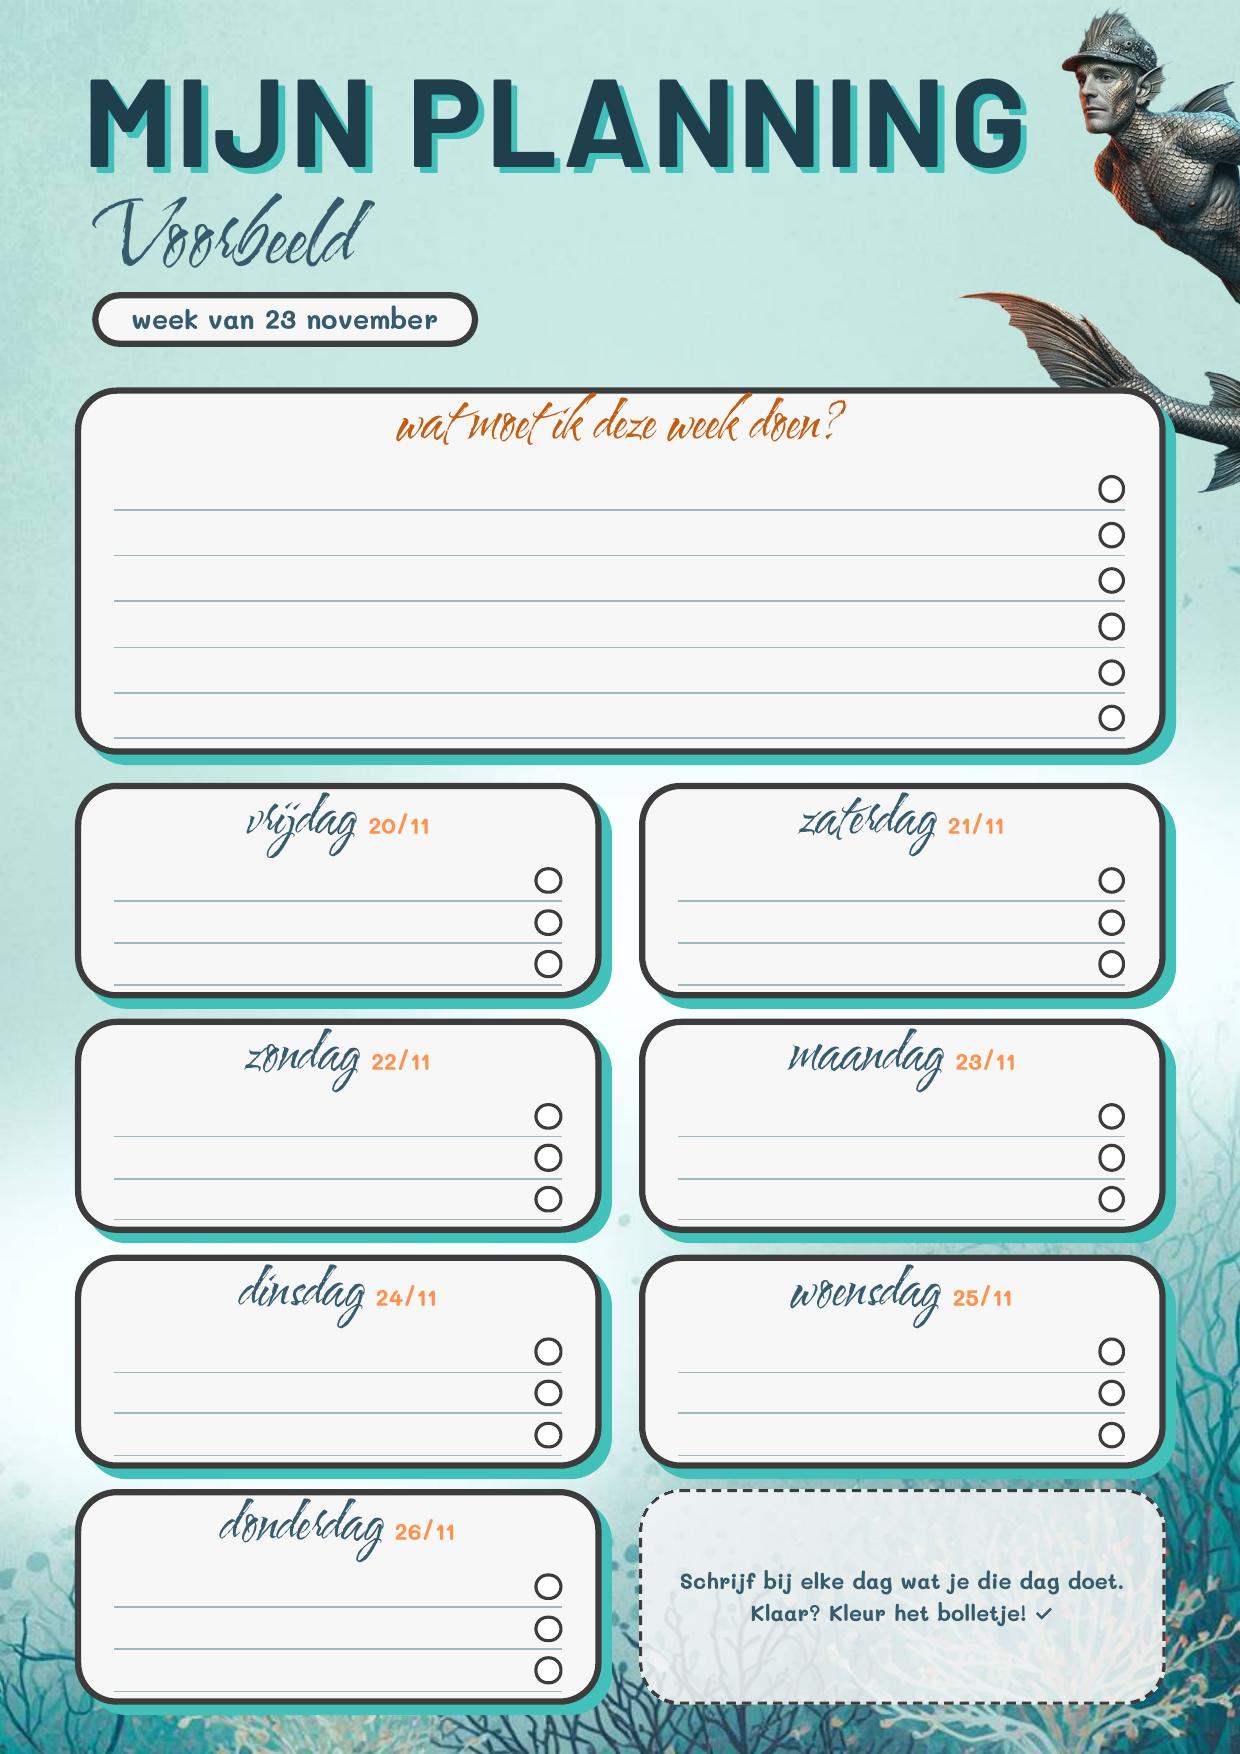 MIJN PLANNING
Voorbeeld
week van 23 november
wat moet ik deze week doen?
vrijdag 20/11
zaterdag 21/11
zondag 22/11
maandag 23/11
dinsdag 24/11
woensdag 25/11
donderdag 26/11
Schrijf bij elke dag wat je die dag doet.
Klaar? Kleur het bolletje! ✓